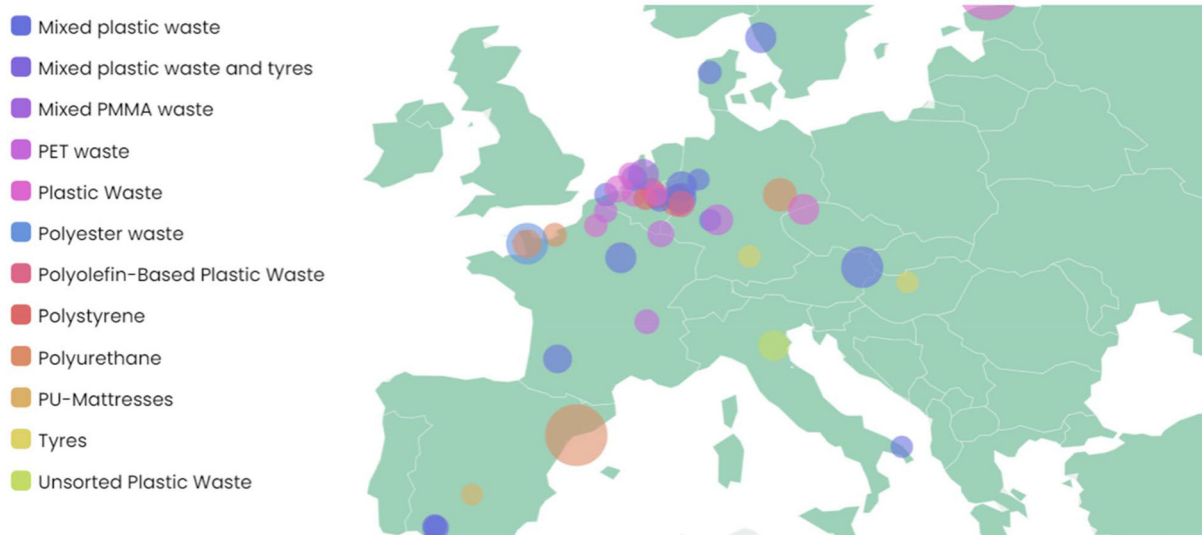 Mixed plastic waste
Mixed plastic waste and tyres
Mixed PMMA waste
PET waste
Plastic Waste
Polyester waste
Polyolefin-Based Plastic Waste
Polystyrene
Polyurethane
PU-Mattresses
Tyres
Unsorted Plastic Waste